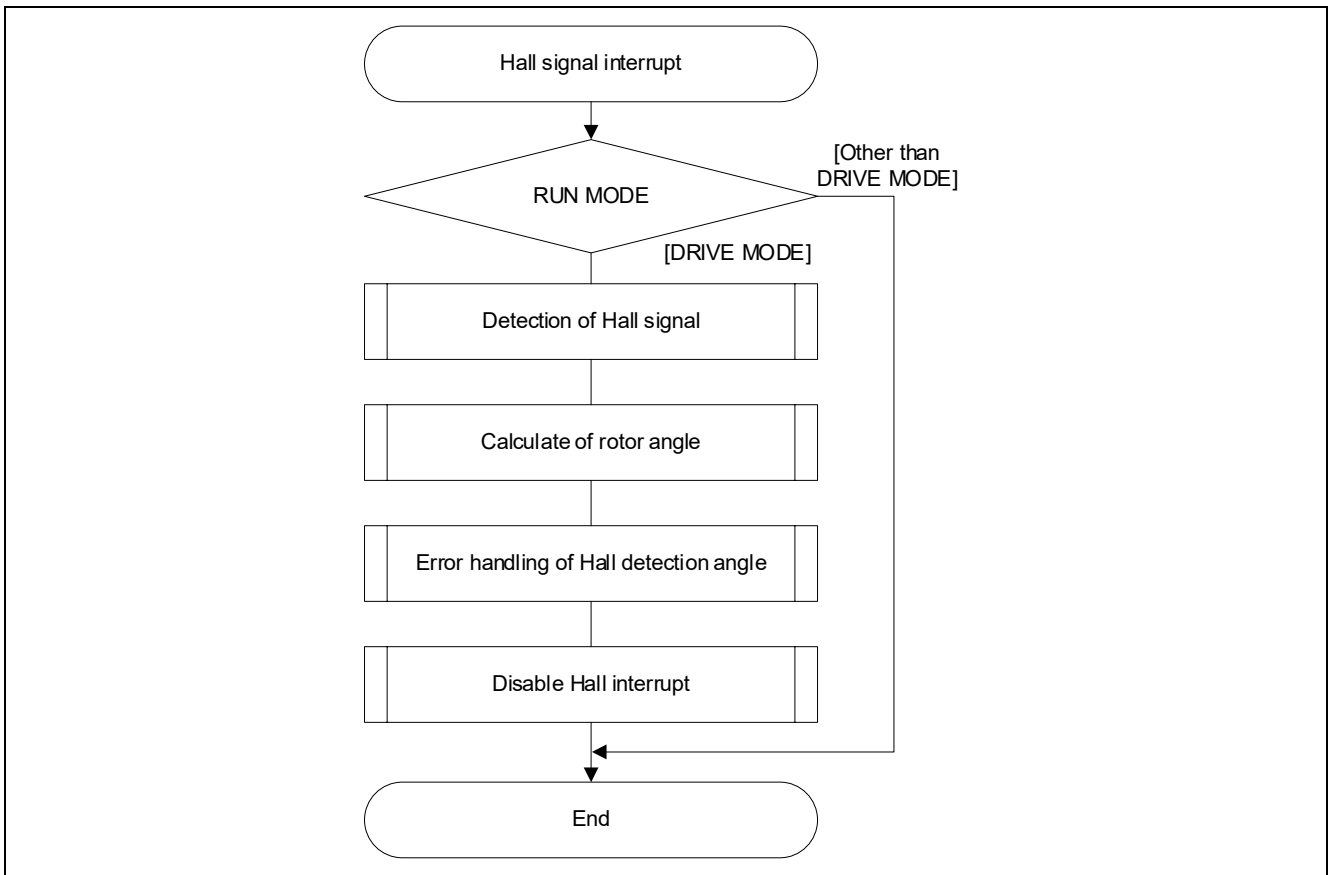 Hall signal interrupt
[Other than
DRIVE MODE]
RUN MODE
[DRIVE MODE]
Detection of Hall signal
Calculate of rotor angle
Error handling of Hall detection angle
Disable Hall interrupt
End